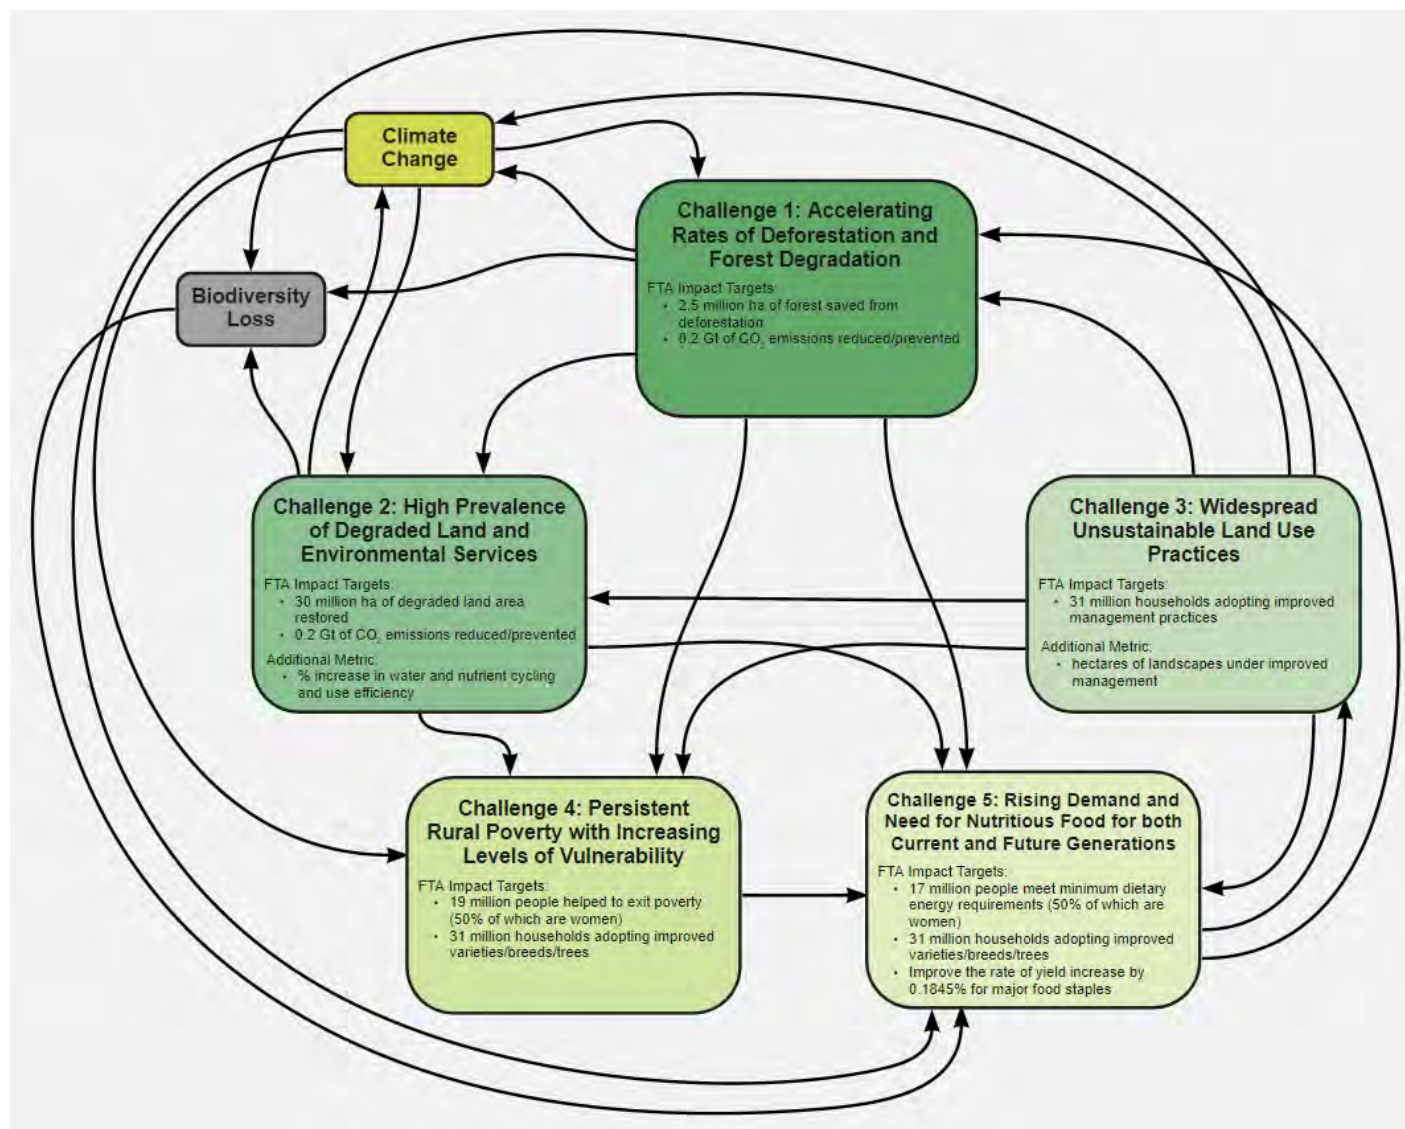 Climate
Change
Challenge 1: Accelerating
Rates of Deforestation and
Forest Degradation
FTA Impact Targets:
• 2.5 million ha of forest saved from
deforestation
• 0.2 Gt of CO₂ emissions reduced/prevented
Biodiversity
Loss
Challenge 2: High Prevalence
of Degraded Land and
Environmental Services
FTA Impact Targets:
• 30 million ha of degraded land area
restored
• 0.2 Gt of CO₂ emissions reduced/prevented
Additional Metric:
• % increase in water and nutrient cycling
and use efficiency
Challenge 3: Widespread
Unsustainable Land Use
Practices
FTA Impact Targets:
• 31 million households adopting improved
management practices
Additional Metric:
• hectares of landscapes under improved
management
Challenge 4: Persistent
Rural Poverty with Increasing
Levels of Vulnerability
FTA Impact Targets:
• 19 million people helped to exit poverty
(50% of which are women)
• 31 million households adopting improved
varieties/breeds/trees
Challenge 5: Rising Demand and
Need for Nutritious Food for both
Current and Future Generations
FTA Impact Targets:
• 17 million people meet minimum dietary
energy requirements (50% of which are
women)
• 31 million households adopting improved
varieties/breeds/trees
• Improve the rate of yield increase by
0.1845% for major food staples